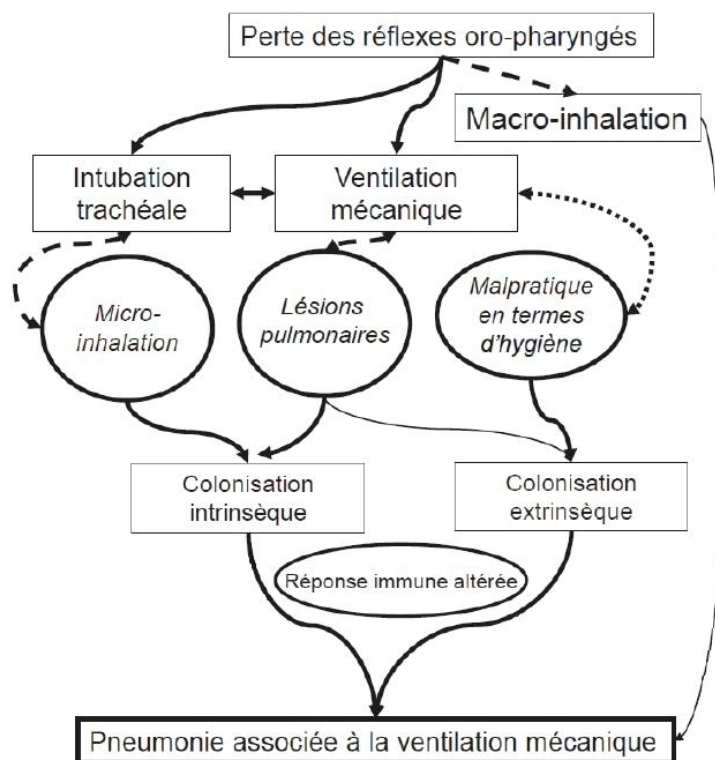 Perte des réflexes oro-pharyngés
Macro-inhalation
Intubation
trachéale
Ventilation
mécanique
Micro-
inhalation
Lésions
pulmonaires
Malpratique
en termes
d'hygiène
Colonisation
intrinsèque
Colonisation
extrinsèque
Réponse immune altérée
Pneumonie associée à la ventilation mécanique